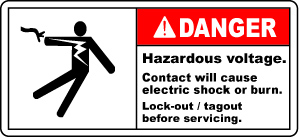 DANGER
Hazardous voltage.
Contact will cause
electric shock or burn.
Lock-out / tagout
before servicing.